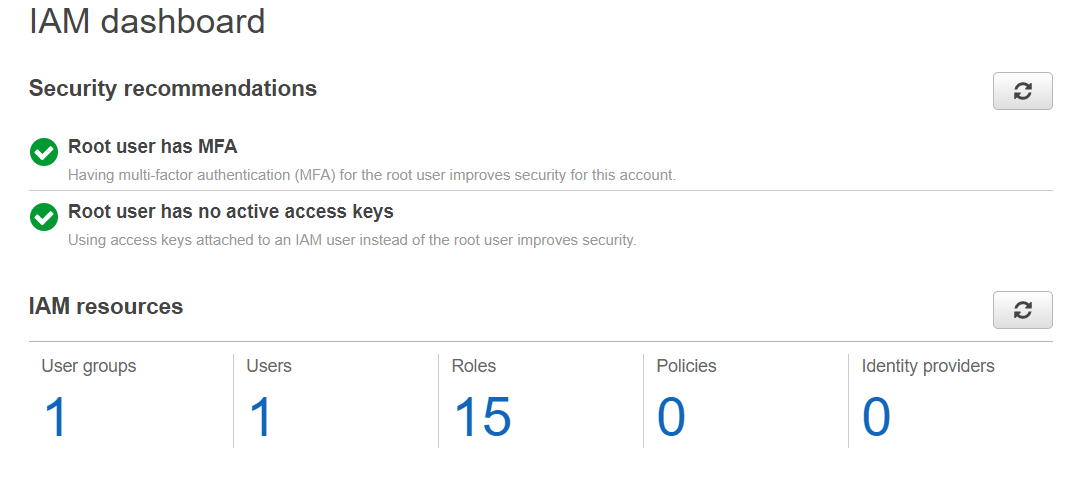 IAM dashboard
Security recommendations
Root user has MFA
Having multi-factor authentication (MFA) for the root user improves security for this account.
Root user has no active access keys
Using access keys attached to an IAM user instead of the root user improves security.
IAM resources
User groups Users Roles Policies Identity providers
1 1 15 0 0